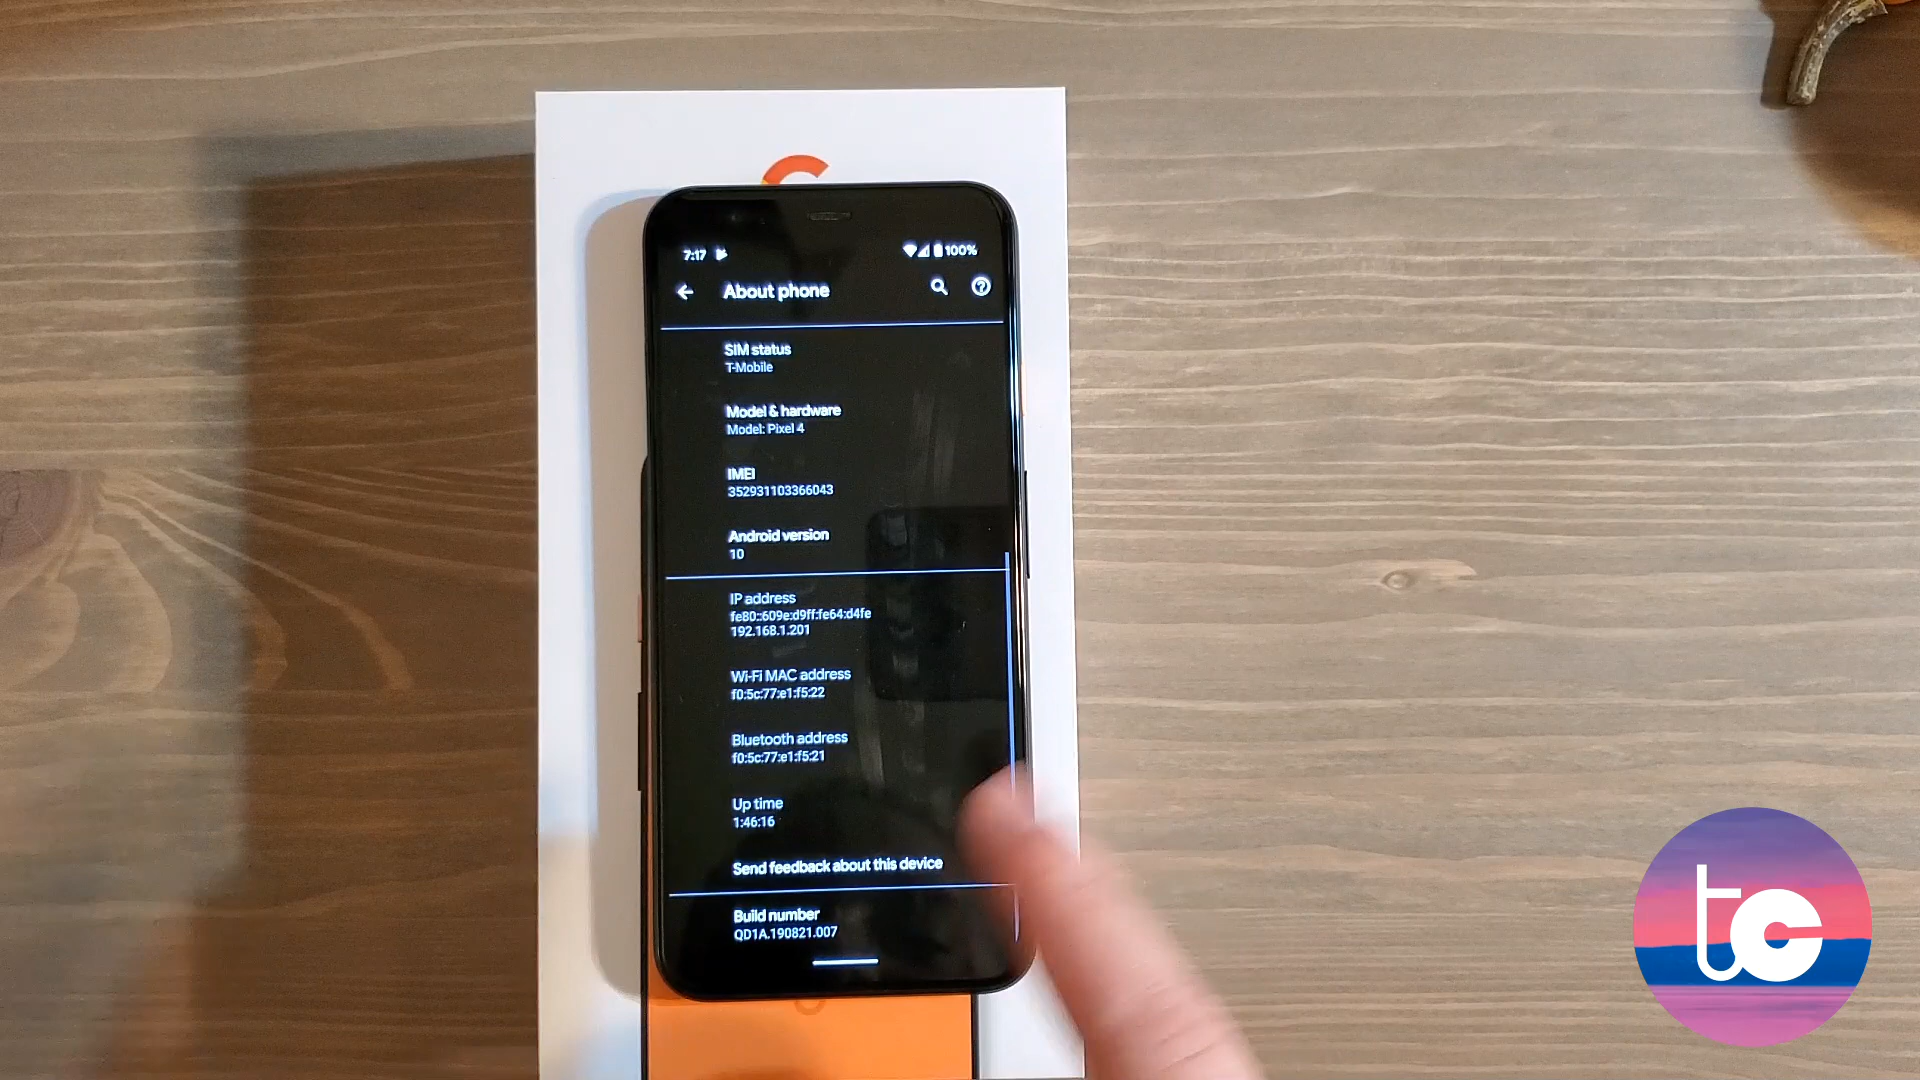 7:17
100%
About phone
SIM status
T-Mobile
Model & hardware
Model: Pixel 4
IMEI
352931103366043
Android version
10
IP address
fe80::609e:d9ff:fe64:d4fe
192.168.1.201
Wi-Fi MAC address
f0:5c:77:e1:f5:22
Bluetooth address
f0:5c:77:e1:f5:21
Up time
1:46:16
Send feedback about this device
Build number
QD1A.190821.007
tc